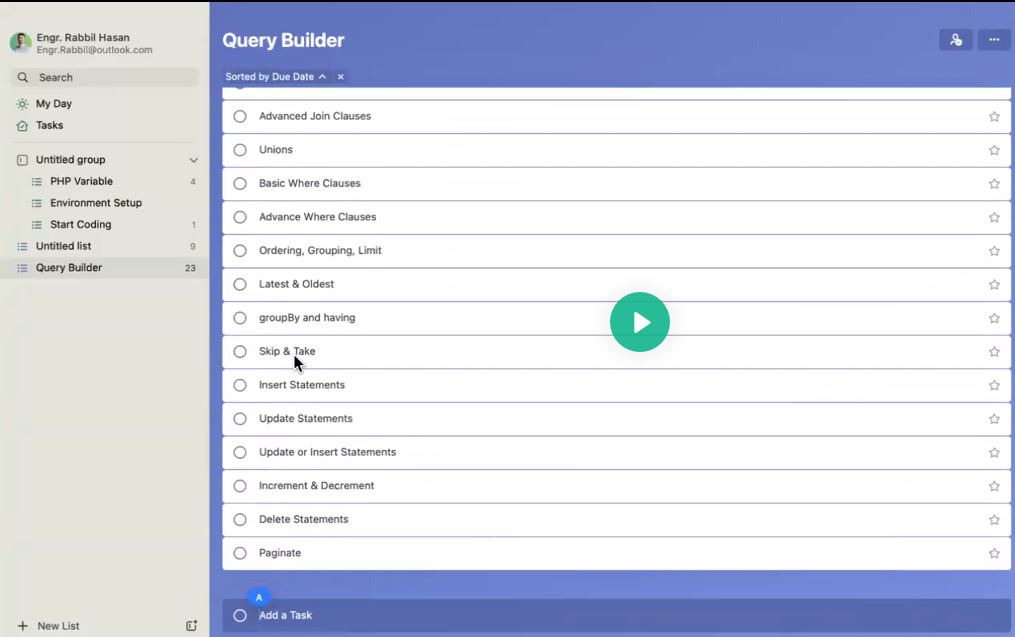 Engr. Rabbil Hasan
Engr.Rabbil@outlook.com
Search
My Day
Tasks
Untitled group
PHP Variable 4
Environment Setup
Start Coding 1
Untitled list 9
Query Builder 23
New List
Query Builder
Sorted by Due Date
Advanced Join Clauses
Unions
Basic Where Clauses
Advance Where Clauses
Ordering, Grouping, Limit
Latest & Oldest
groupBy and having
Skip & Take
Insert Statements
Update Statements
Update or Insert Statements
Increment & Decrement
Delete Statements
Paginate
A
Add a Task